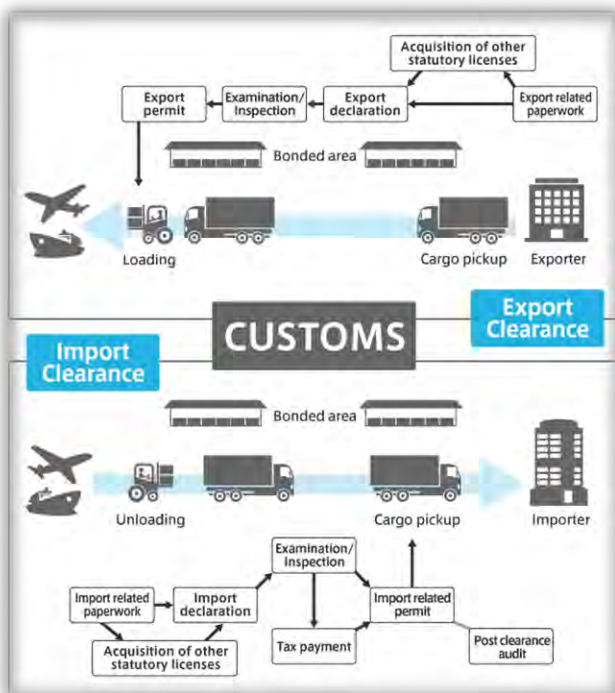 Acquisition of other
statutory licenses
Export
permit
Examination/
Inspection
Export
declaration
Export related
paperwork
Bonded area
Loading
Cargo pickup
Exporter
CUSTOMS
Export
Clearance
Import
Clearance
Bonded area
Unloading
Cargo pickup
Importer
Examination/
Inspection
Import related
paperwork
Import
declaration
Import related
permit
Acquisition of other
statutory licenses
Tax payment
Post clearance
audit